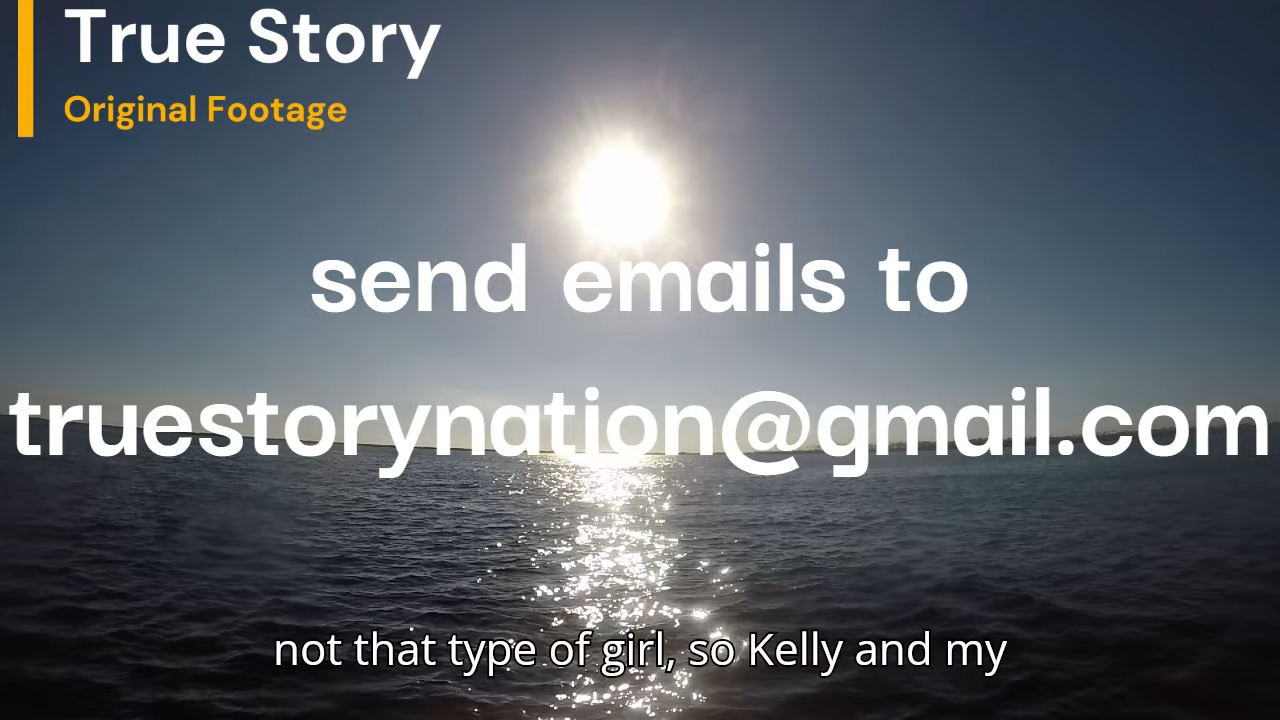 True Story
Original Footage
send emails to
truestorynation@gmail.com
not that type of girl, so Kelly and my